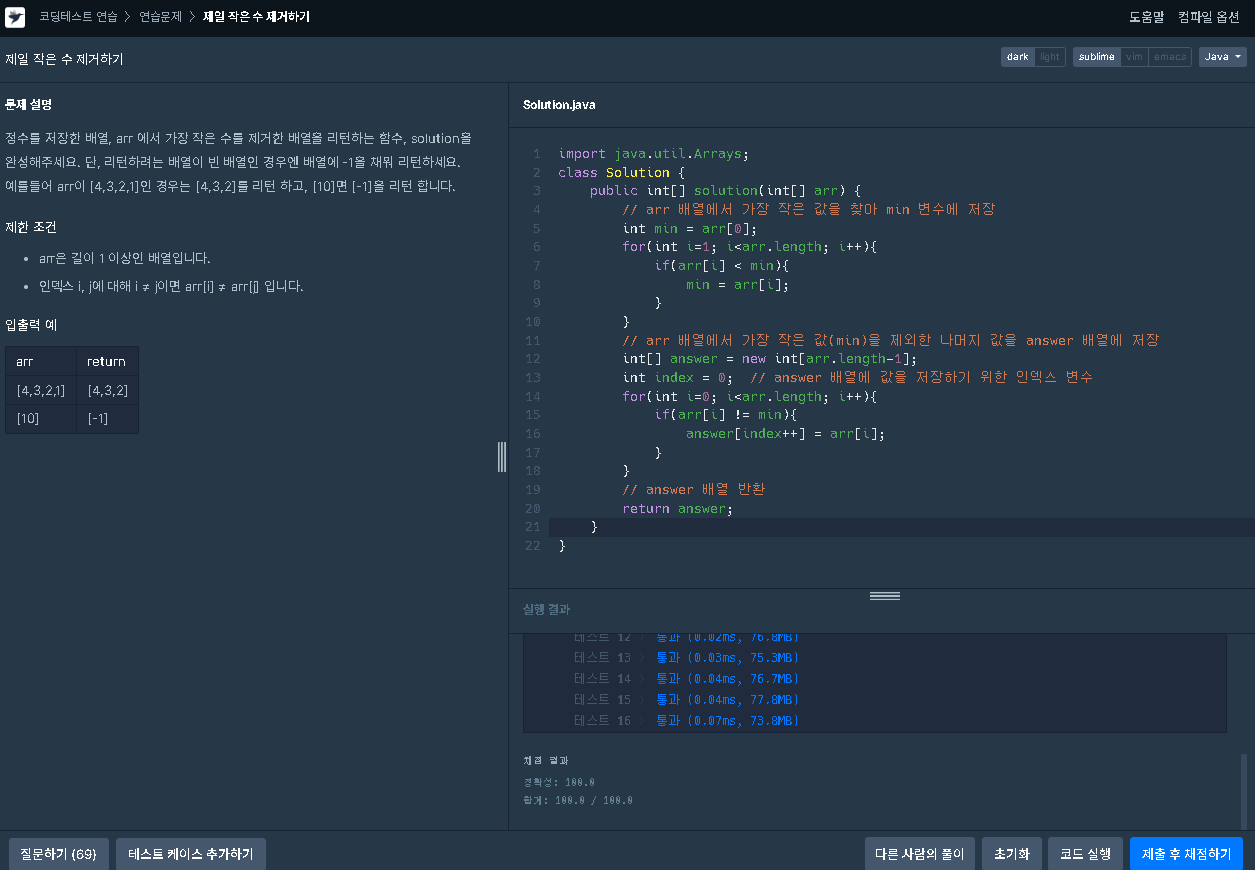 코딩테스트 연습 > 연습문제 > 제일 작은 수 제거하기
도움말 컴파일 옵션
제일 작은 수 제거하기
dark light sublime vim emacs Java
문제 설명
정수를 저장한 배열, arr 에서 가장 작은 수를 제거한 배열을 리턴하는 함수, solution을
완성해주세요. 단, 리턴하려는 배열이 빈 배열인 경우엔 배열에 -1을 채워 리턴하세요.
예를들어 arr이 [4,3,2,1]인 경우는 [4,3,2]를 리턴 하고, [10]면 [-1]을 리턴 합니다.
제한 조건
• arr은 길이 1 이상인 배열입니다.
• 인덱스 i, j에 대해 i ≠ j이면 arr[i] ≠ arr[j] 입니다.
입출력 예
arr return
[4,3,2,1] [4,3,2]
[10] [-1]
Solution.java
1 import java.util.Arrays;
2 class Solution {
3     public int[] solution(int[] arr) {
4         // arr 배열에서 가장 작은 값을 찾아 min 변수에 저장
5         int min = arr[0];
6         for(int i=1; i<arr.length; i++){
7             if(arr[i] < min){
8                 min = arr[i];
9             }
10         }
11         // arr 배열에서 가장 작은 값(min)을 제외한 나머지 값을 answer 배열에 저장
12         int[] answer = new int[arr.length-1];
13         int index = 0;  // answer 배열에 값을 저장하기 위한 인덱스 변수
14         for(int i=0; i<arr.length; i++){
15             if(arr[i] != min){
16                 answer[index++] = arr[i];
17             }
18         }
19         // answer 배열 반환
20         return answer;
21     }
22 }
실행 결과
테스트 12 > 통과 (0.02ms, 76.8MB)
테스트 13 > 통과 (0.03ms, 75.3MB)
테스트 14 > 통과 (0.04ms, 76.7MB)
테스트 15 > 통과 (0.04ms, 77.8MB)
테스트 16 > 통과 (0.07ms, 73.8MB)
채점 결과
정확성: 100.0
합계: 100.0 / 100.0
질문하기 (69) 테스트 케이스 추가하기 다른 사람의 풀이 초기화 코드 실행 제출 후 채점하기